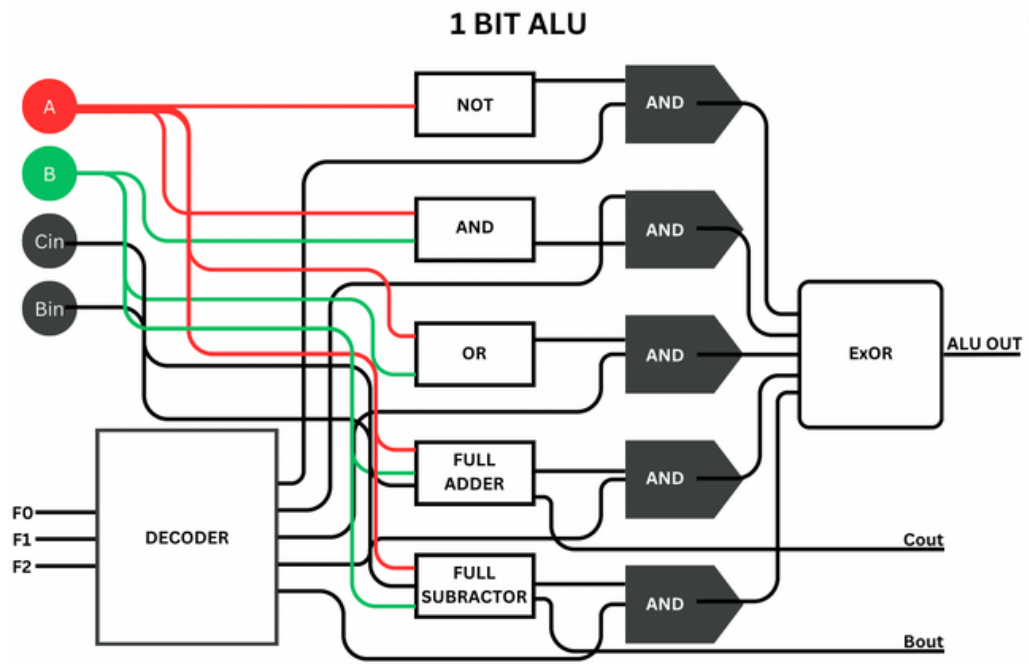 1 BIT ALU
A
B
Cin
Bin
NOT
AND
AND
AND
OR
AND
ExOR
ALU OUT
AND
FULL
ADDER
AND
F0
F1
F2
DECODER
Cout
FULL
SUBRACTOR
AND
Bout